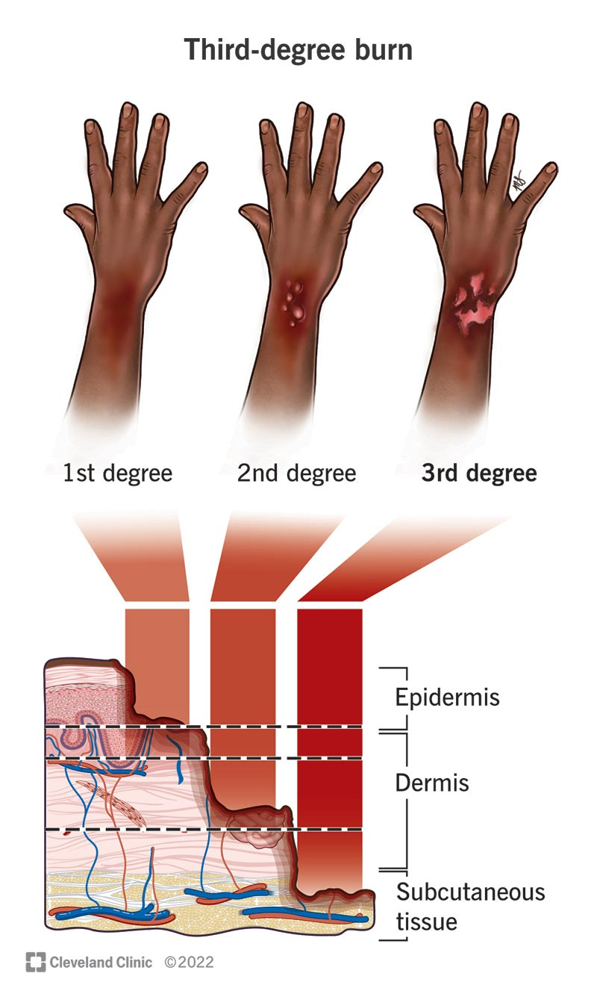 Third-degree burn
1st degree
2nd degree
3rd degree
Epidermis
Dermis
Subcutaneous
tissue
Cleveland Clinic ©2022